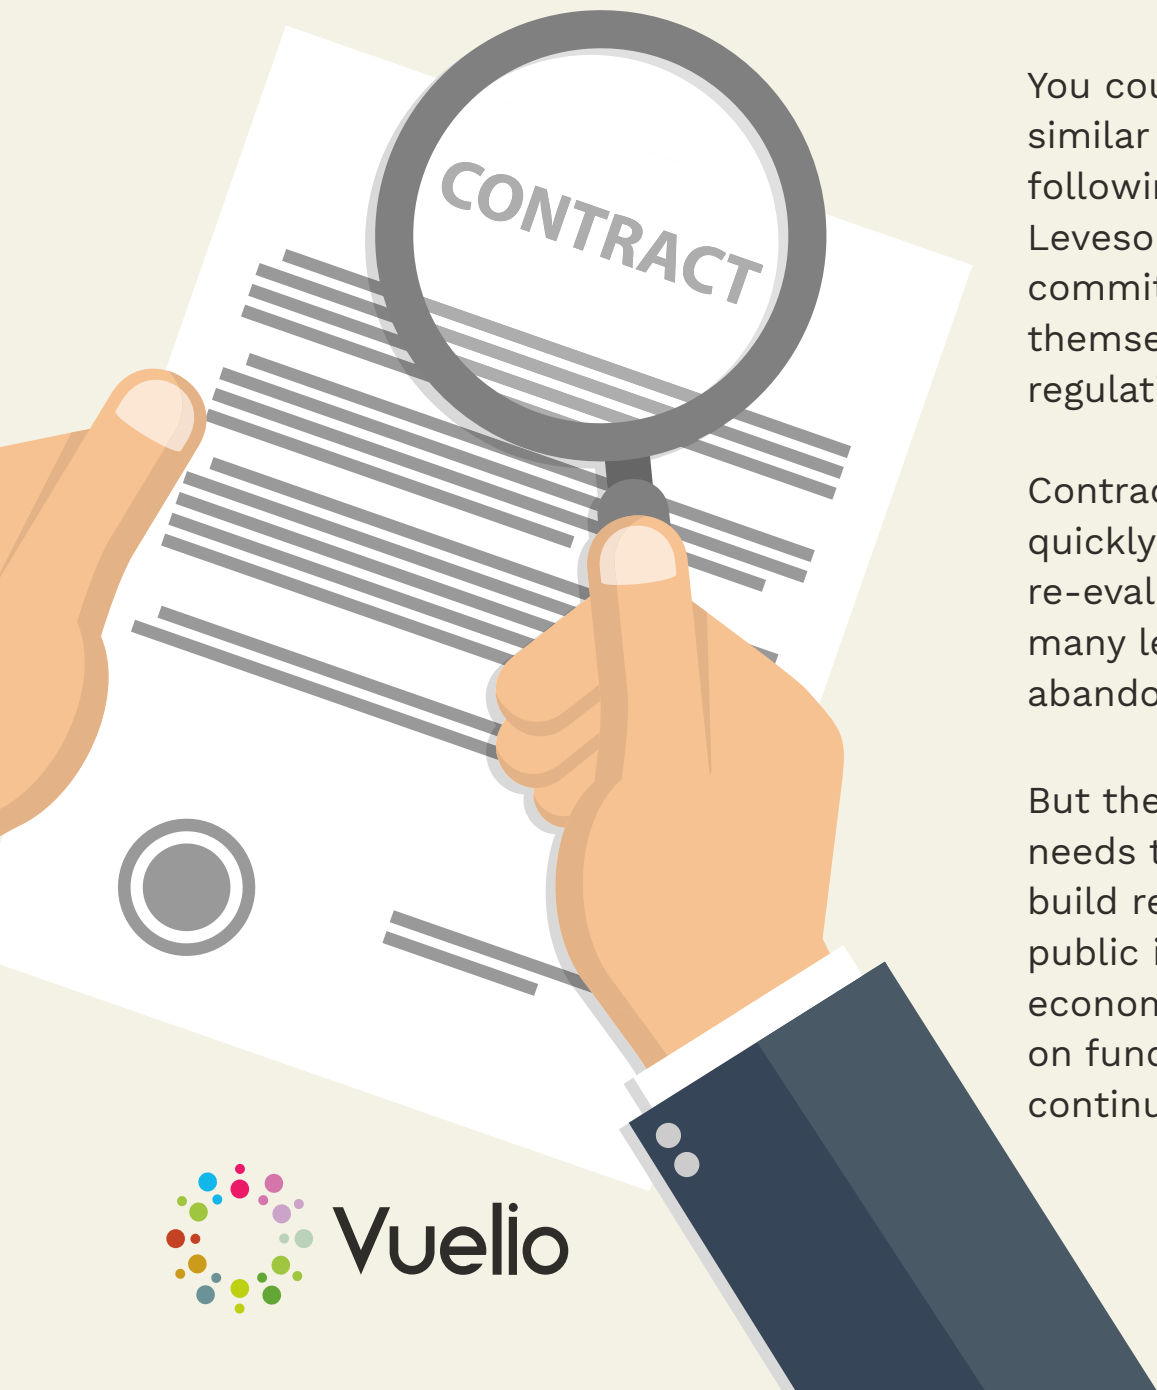 CONTRACT
You cou
similar
followi
Leveso
commit
themse
regulati
Contrac
quickly
re-eval
many le
abando
But the
needs t
build re
public i
econom
on func
continu
Vuelio